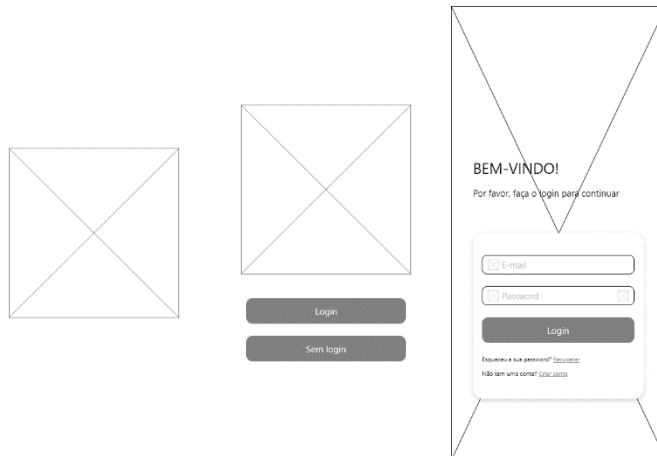 Login
Sem login
BEM-VINDO!
Por favor, faça o login para continuar
E-mail
Password
Login
Esqueceu a sua password? Recuperar
Não tem uma conta? Criar conta